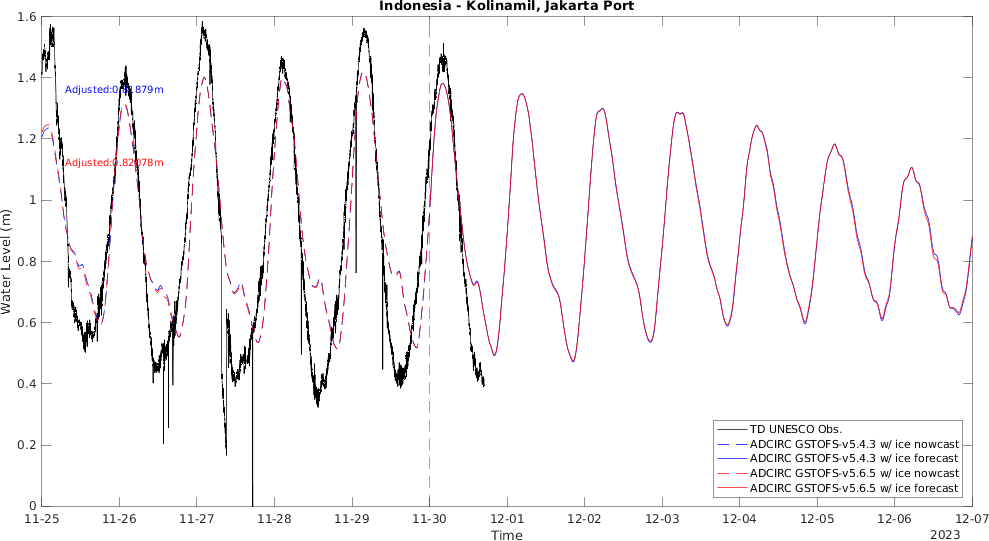 Indonesia - Kolinamil, Jakarta Port
1.6
1.4
1.2
1
0.8
0.6
0.4
0.2
0
Water Level (m)
Adjusted:0.81879m
Adjusted:0.82078m
TD UNESCO Obs.
ADCIRC GSTOFS-v5.4.3 w/ ice nowcast
ADCIRC GSTOFS-v5.4.3 w/ ice forecast
ADCIRC GSTOFS-v5.6.5 w/ ice nowcast
ADCIRC GSTOFS-v5.6.5 w/ ice forecast
11-25 11-26 11-27 11-28 11-29 11-30 12-01 12-02 12-03 12-04 12-05 12-06 12-07
Time
2023